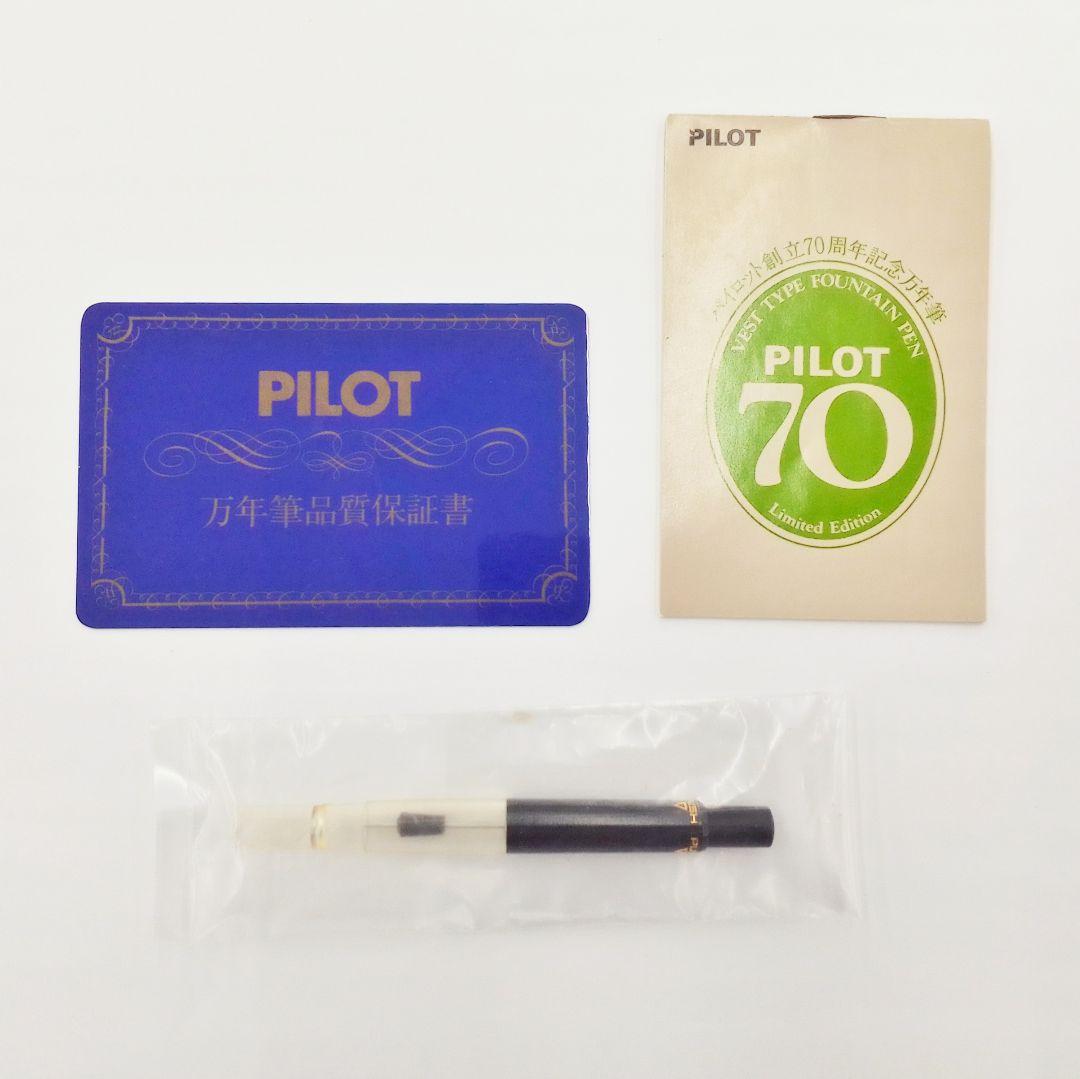 PILOT
万年筆品質保証書
PILOT
パイロット創立70周年記念万年筆
VEST TYPE FOUNTAIN PEN
PILOT
70
Limited Edition